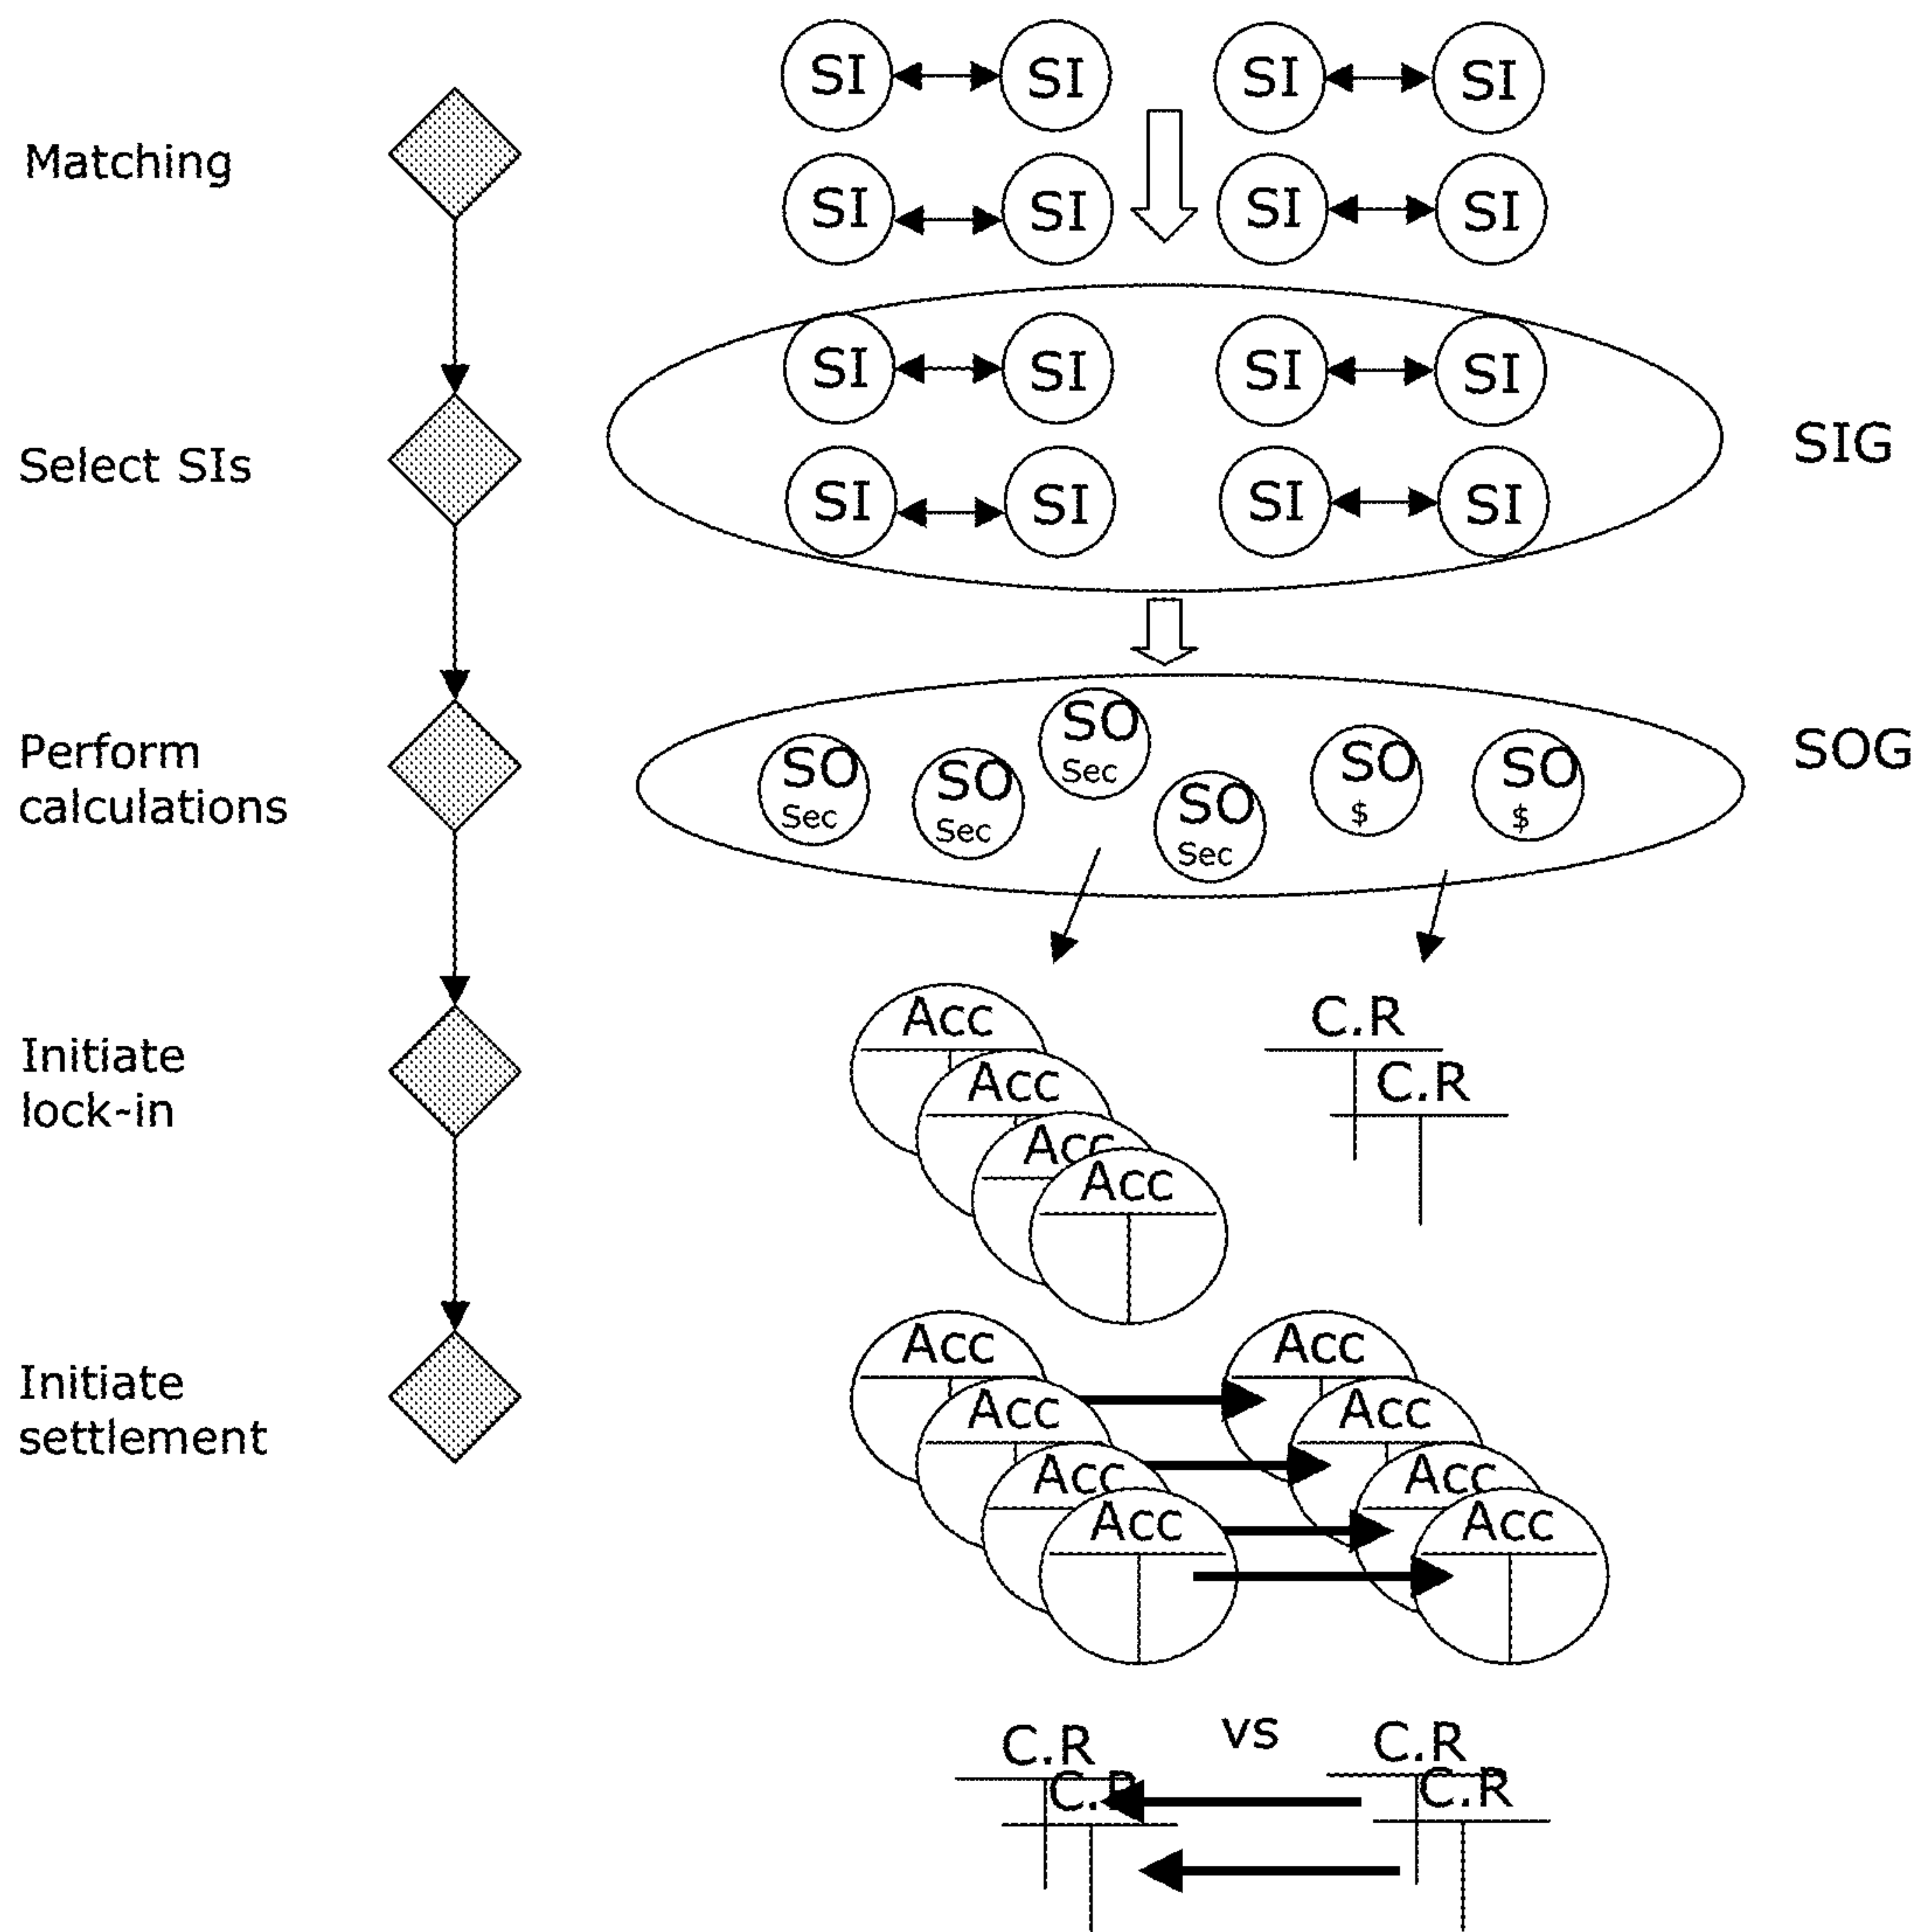 SI SI SI SI
Matching
SI SI SI SI
SI SI SI SI
SIG
Select SIs
SI SI SI SI
SO
Sec
SO
Sec
SO
Sec
SO
Sec
SO
$
SO
$
SOG
Perform
calculations
Acc
Acc
Acc
Acc
C.R
C.R
Initiate
lock-in
Acc
Acc
Acc
Acc
Acc
Acc
Acc
Acc
Initiate
settlement
C.R
C.R
vs
C.R
C.R